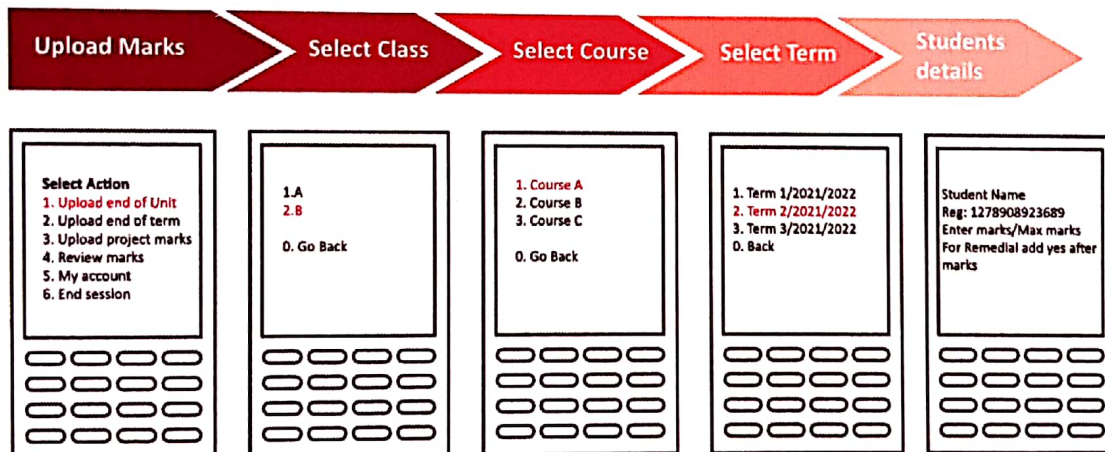 Upload Marks
Select Class
Select Course
Select Term
Students
details
Select Action
1. Upload end of Unit
2. Upload end of term
3. Upload project marks
4. Review marks
5. My account
6. End session
1.A
2.B
0. Go Back
1. Course A
2. Course B
3. Course C
0. Go Back
1. Term 1/2021/2022
2. Term 2/2021/2022
3. Term 3/2021/2022
0. Back
Student Name
Reg: 1278908923689
Enter marks/Max marks
For Remedial add yes after
marks